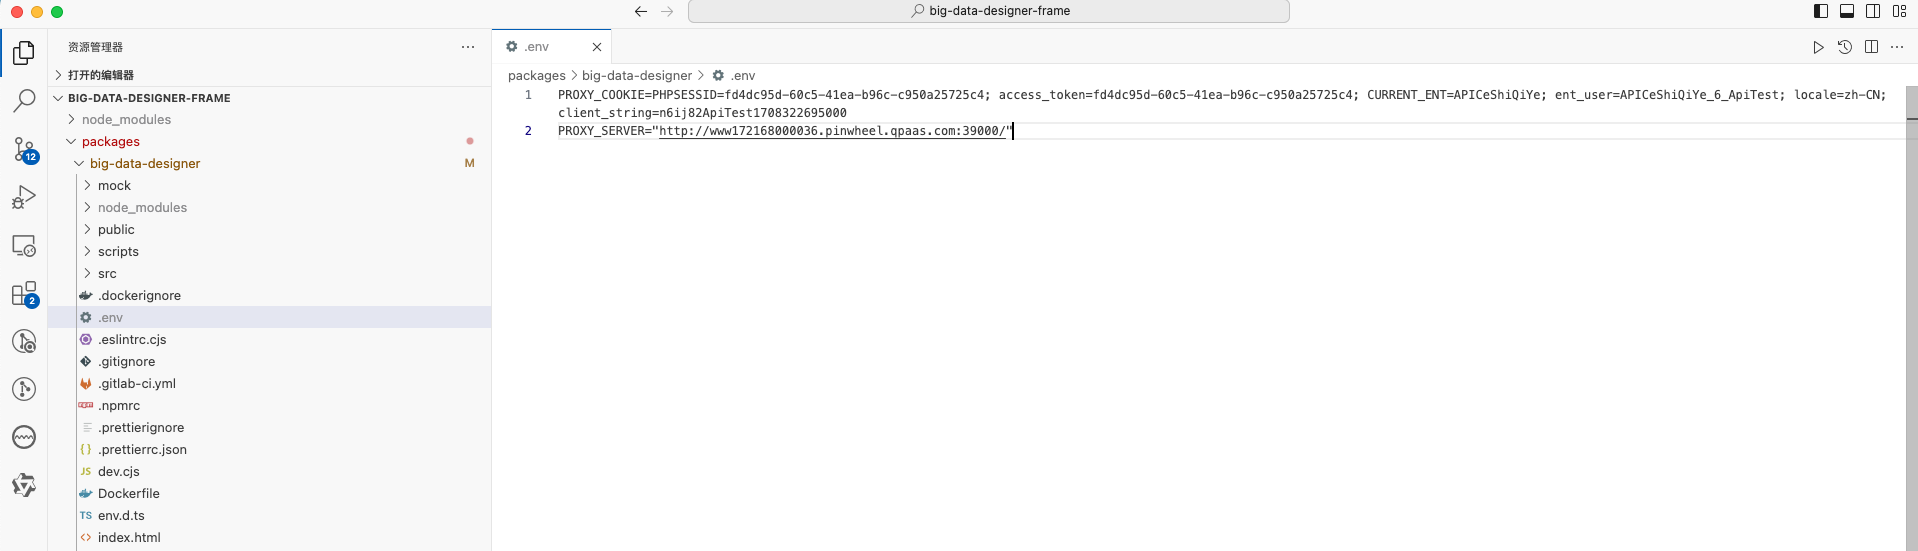 big-data-designer-frame
资源管理器
打开的编辑器
BIG-DATA-DESIGNER-FRAME
node_modules
packages
big-data-designer M
mock
node_modules
public
scripts
src
.dockerignore
.env
.eslintrc.cjs
.gitignore
.gitlab-ci.yml
.npmrc
.prettierignore
{ } .prettierrc.json
JS dev.cjs
Dockerfile
TS env.d.ts
<> index.html
12
2
.env
packages > big-data-designer > .env
1 PROXY_COOKIE=PHPSESSID=fd4dc95d-60c5-41ea-b96c-c950a25725c4; access_token=fd4dc95d-60c5-41ea-b96c-c950a25725c4; CURRENT_ENT=APICeShiQiYe; ent_user=APICeShiQiYe_6_ApiTest; locale=zh-CN;
client_string=n6ij82ApiTest1708322695000
2 PROXY_SERVER="http://www172168000036.pinwheel.qpaas.com:39000/"